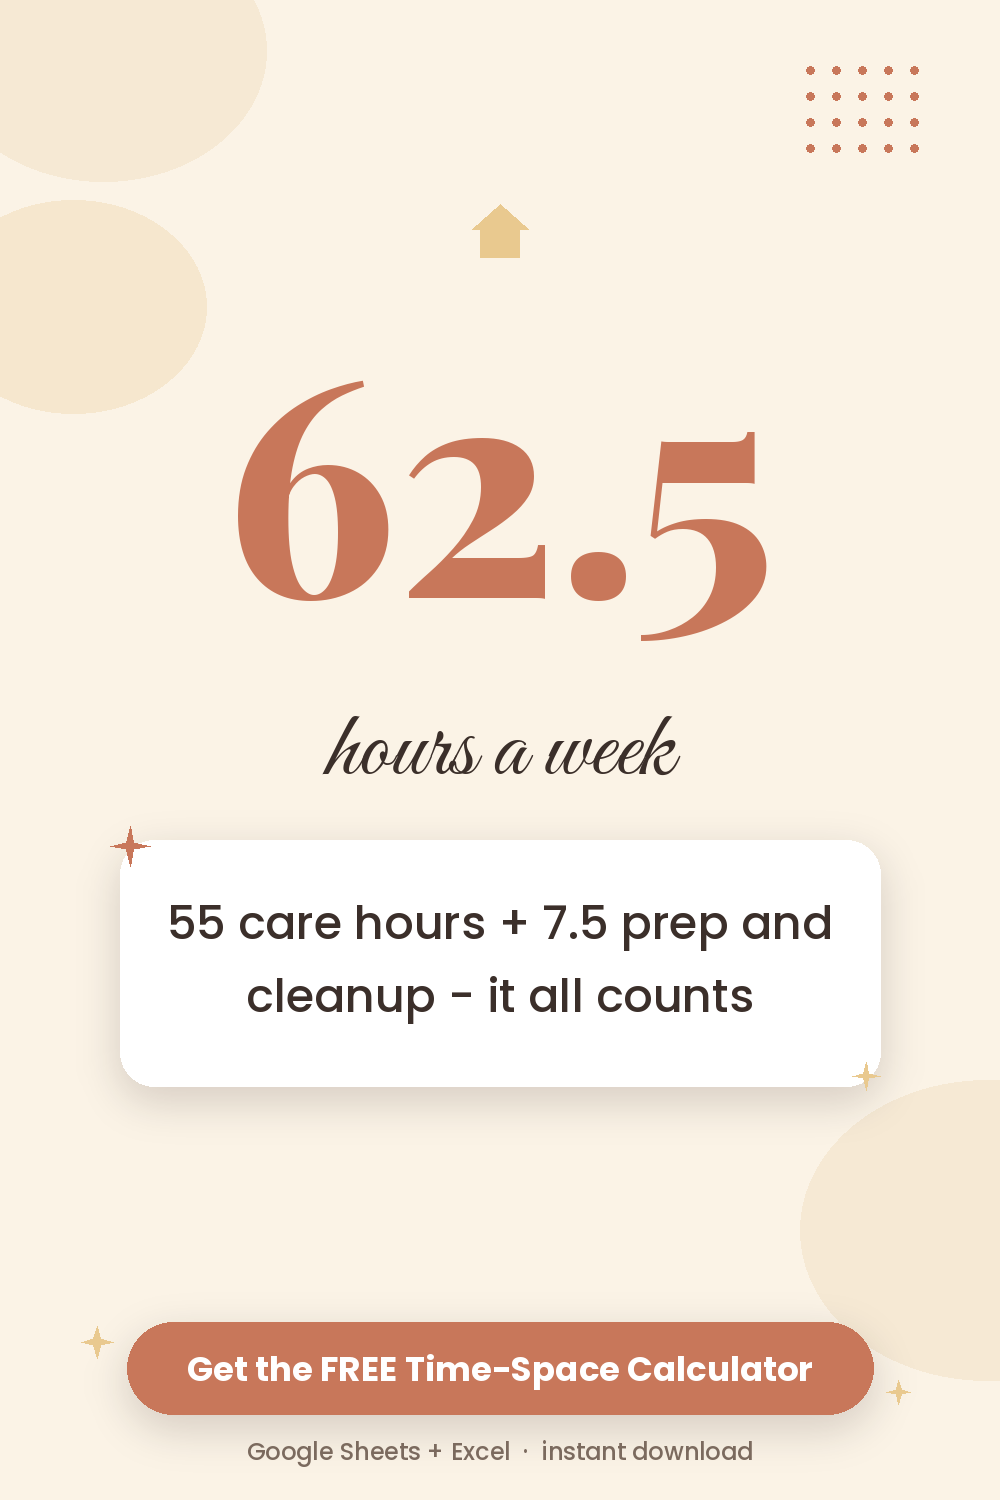 62.5
hours a week
55 care hours + 7.5 prep and
cleanup - it all counts
Get the FREE Time-Space Calculator
Google Sheets + Excel · instant download